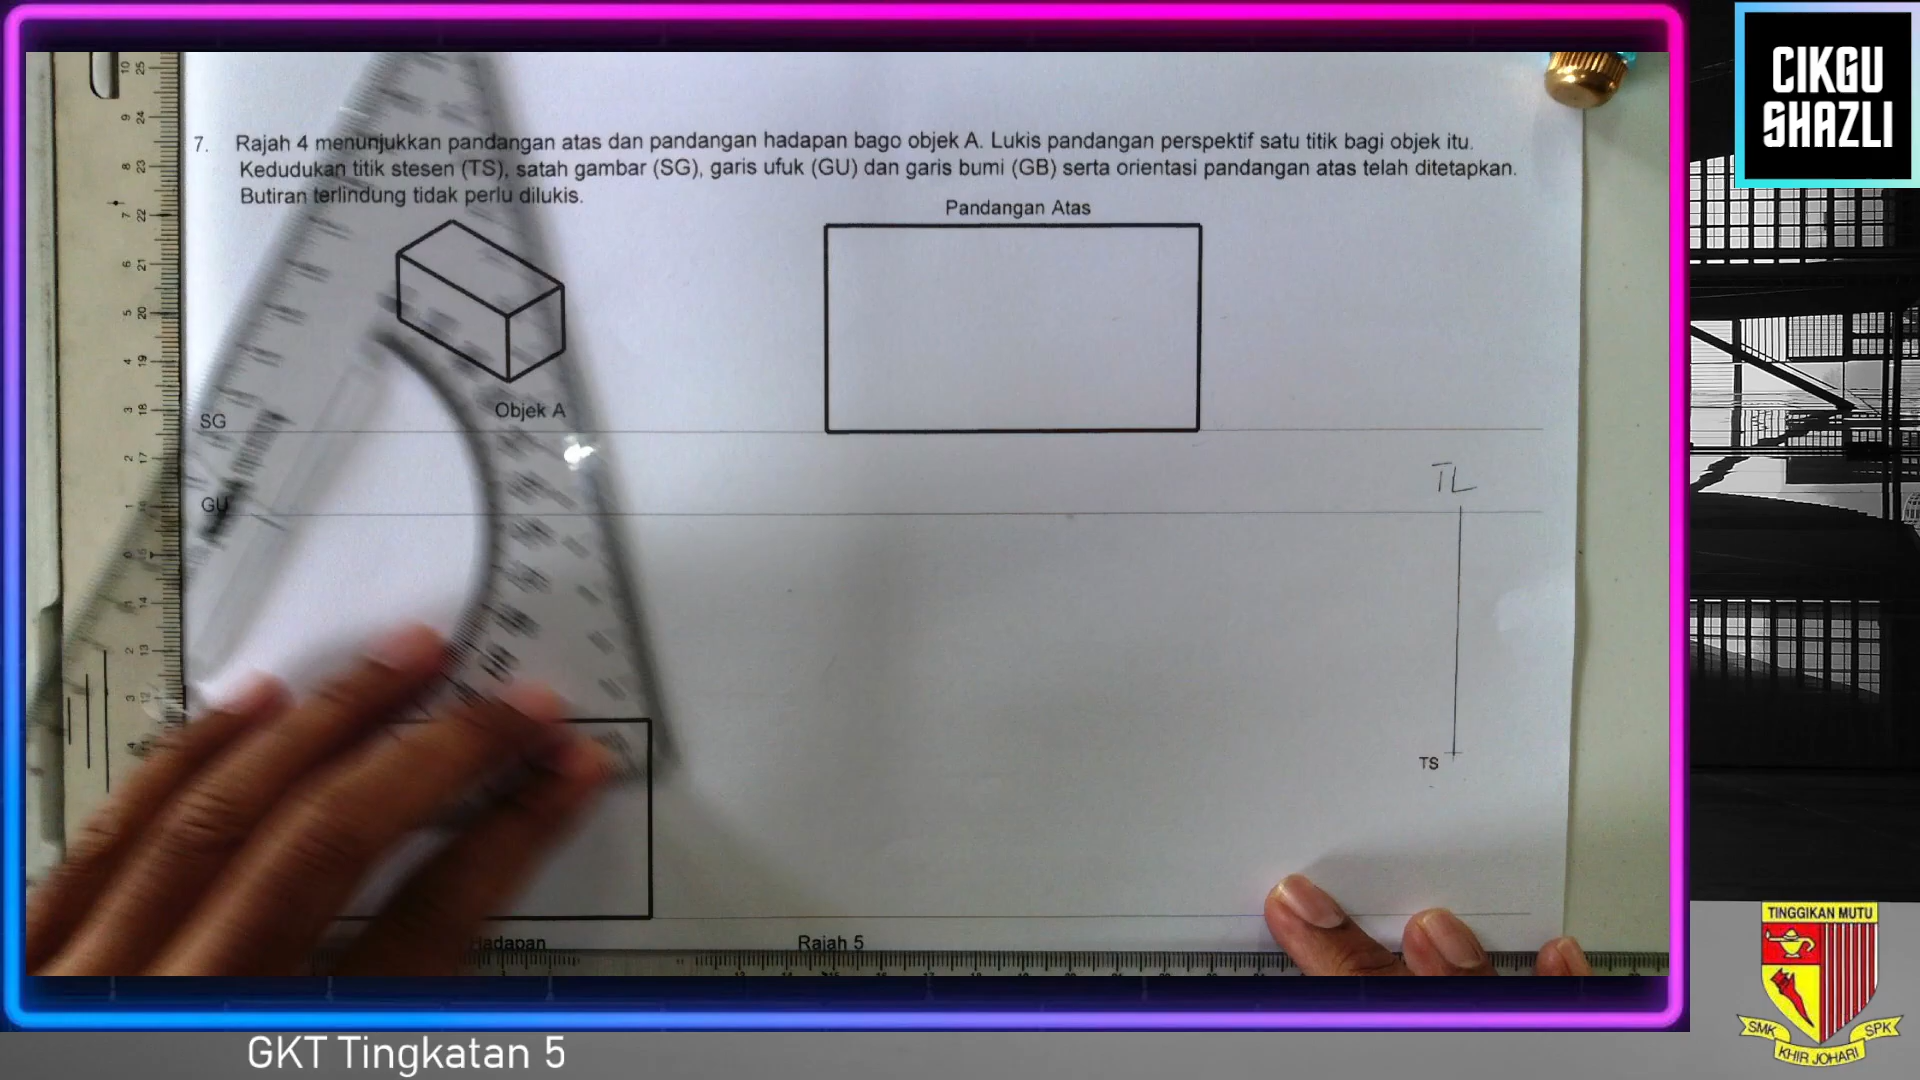 CIKGU
SHAZLI
7. Rajah 4 menunjukkan pandangan atas dan pandangan hadapan bago objek A. Lukis pandangan perspektif satu titik bagi objek itu.
Kedudukan titik stesen (TS), satah gambar (SG), garis ufuk (GU) dan garis bumi (GB) serta orientasi pandangan atas telah ditetapkan.
Butiran terlindung tidak perlu dilukis.
Pandangan Atas
Objek A
SG
TL
GU
TS
Hadapan
Rajah 5
GKT Tingkatan 5
TINGGIKAN MUTU
SMK
SPK
KHIR JOHARI